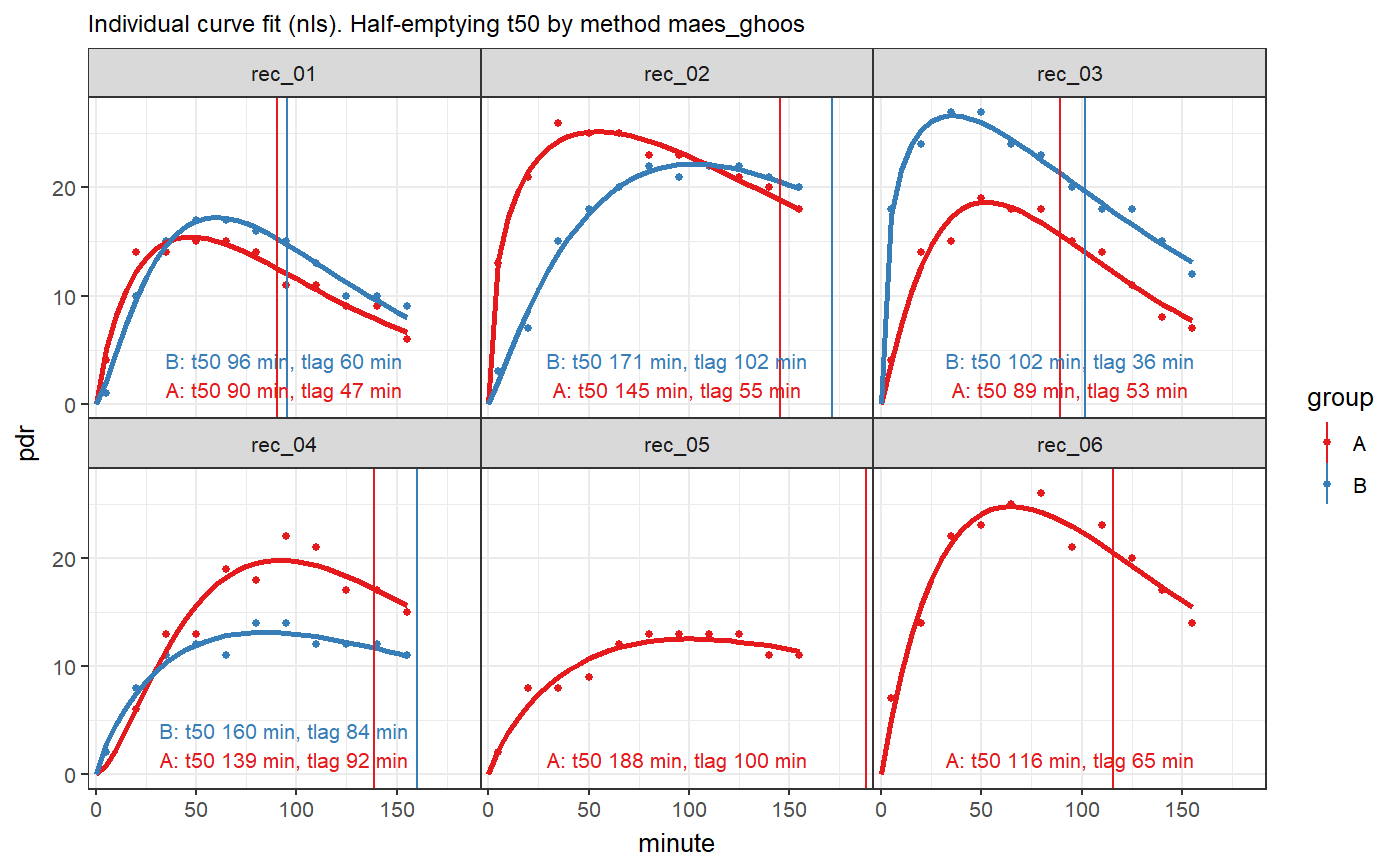 Individual curve fit (nls). Half-emptying t50 by method maes_ghoos
rec_01
rec_02
rec_03
20
10
0
B: t50 96 min, tlag 60 min
A: t50 90 min, tlag 47 min
B: t50 171 min, tlag 102 min
A: t50 145 min, tlag 55 min
B: t50 102 min, tlag 36 min
A: t50 89 min, tlag 53 min
pdr
group
A
B
rec_04
rec_05
rec_06
20
10
0
B: t50 160 min, tlag 84 min
A: t50 139 min, tlag 92 min
A: t50 188 min, tlag 100 min
A: t50 116 min, tlag 65 min
0 50 100 150
0 50 100 150
0 50 100 150
minute